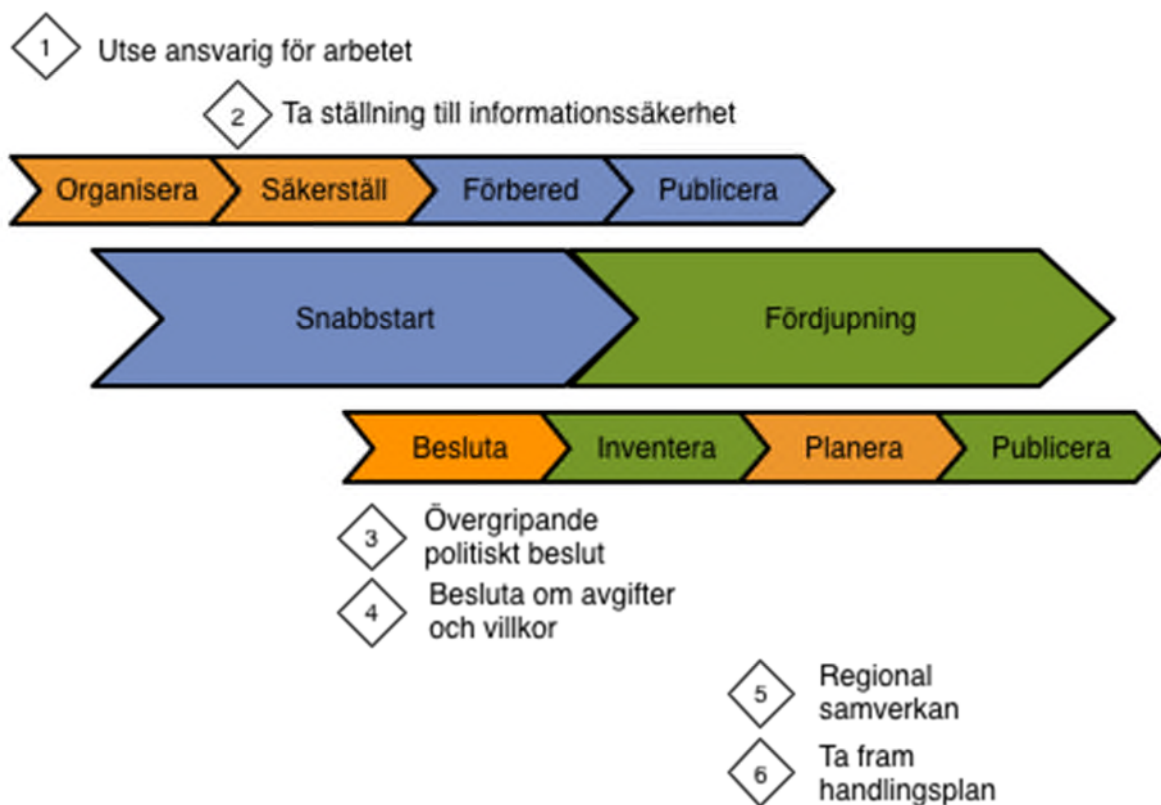 1 Utse ansvarig för arbetet
2 Ta ställning till informationssäkerhet
Organisera Säkerställ Förbered Publicera
Snabbstart Fördjupning
Besluta Inventera Planera Publicera
3 Övergripande
politiskt beslut
4 Besluta om avgifter
och villkor
5 Regional
samverkan
6 Ta fram
handlingsplan